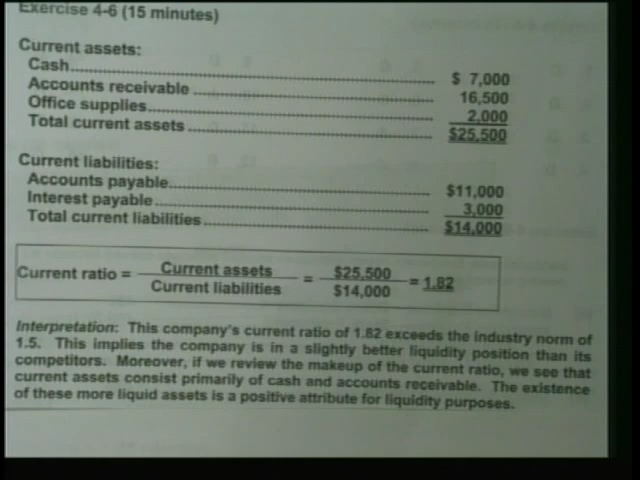 Exercise 4-6 (15 minutes)
Current assets:
Cash.......................................................... $ 7,000
Accounts receivable .......................................................... 16,500
Office supplies.......................................................... 2,000
Total current assets .......................................................... $25,500
Current liabilities:
Accounts payable.......................................................... $11,000
Interest payable .......................................................... 3,000
Total current liabilities .......................................................... $14,000
Current ratio = Current assets / Current liabilities = $25,500 / $14,000 = 1.82
Interpretation: This company's current ratio of 1.82 exceeds the industry norm of
1.5. This implies the company is in a slightly better liquidity position than its
competitors. Moreover, if we review the makeup of the current ratio, we see that
current assets consist primarily of cash and accounts receivable. The existence
of these more liquid assets is a positive attribute for liquidity purposes.